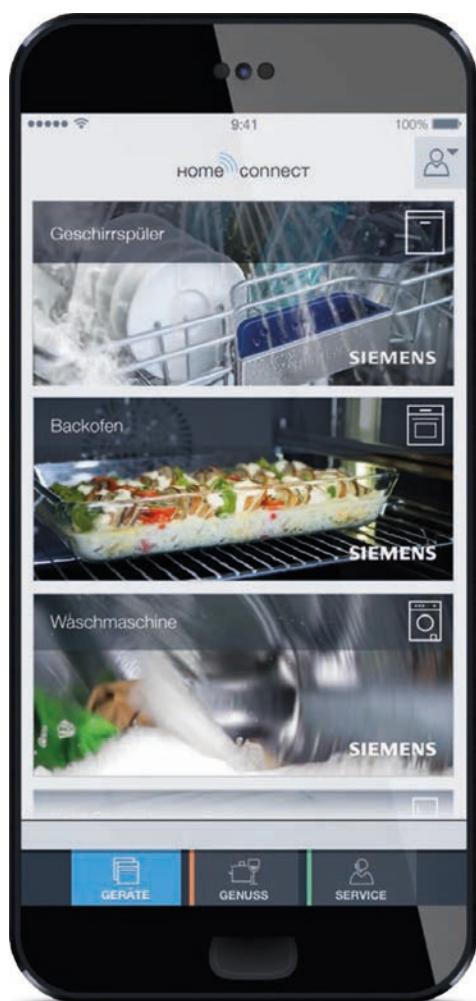 9:41
100%
HOME CONNECT
Geschirrspüler
SIEMENS
Backofen
SIEMENS
Waschmaschine
SIEMENS
GERÄTE
GENUSS
SERVICE